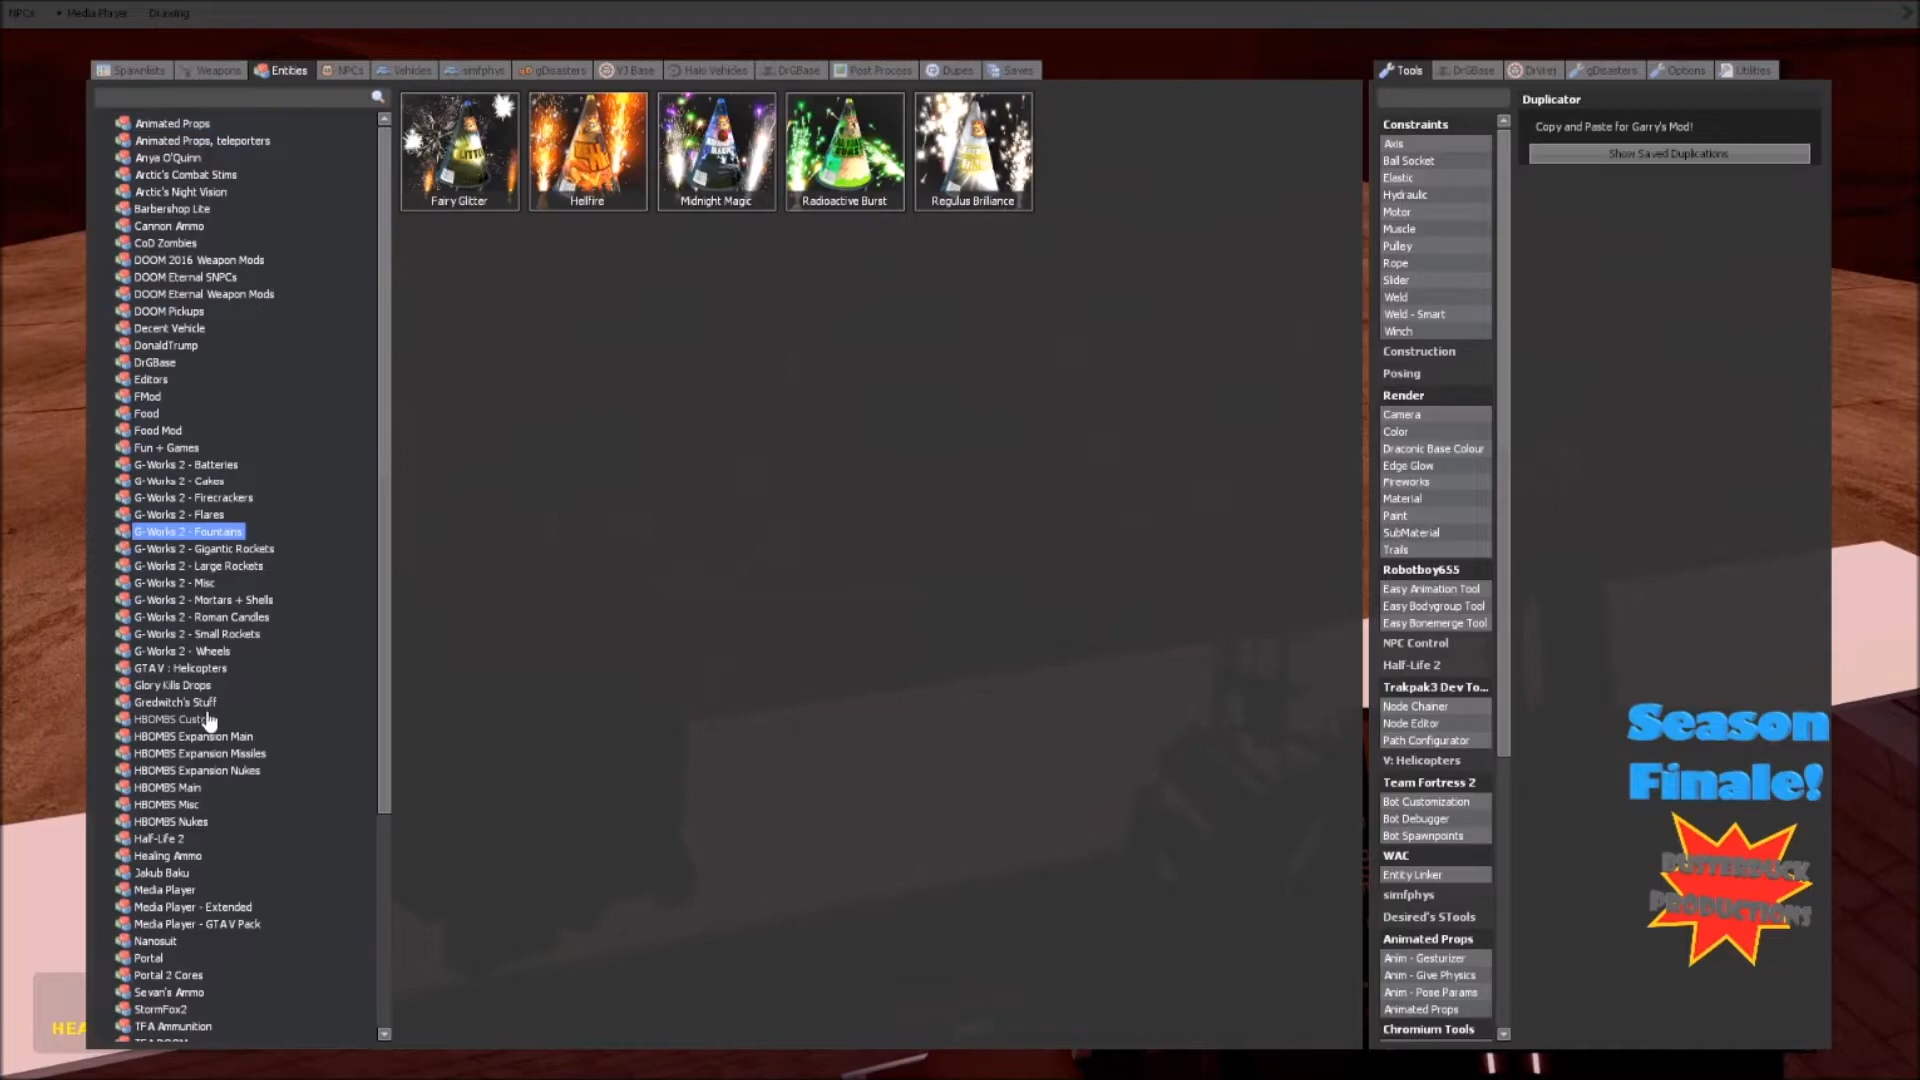 NPCs • Media Player Drawing
Spawnlists Weapons Entities NPCs Vehicles simfphys gDisasters VJ Base Halo Vehicles DrGBase Post Process Dupes Saves
Animated Props
Animated Props, teleporters
Anya O'Quinn
Arctic's Combat Stims
Arctic's Night Vision
Barbershop Lite
Cannon Ammo
CoD Zombies
DOOM 2016 Weapon Mods
DOOM Eternal SNPCs
DOOM Eternal Weapon Mods
DOOM Pickups
Decent Vehicle
DonaldTrump
DrGBase
Editors
FMod
Food
Food Mod
Fun + Games
G-Works 2 - Batteries
G-Works 2 - Cakes
G-Works 2 - Firecrackers
G-Works 2 - Flares
G-Works 2 - Fountains
G-Works 2 - Gigantic Rockets
G-Works 2 - Large Rockets
G-Works 2 - Misc
G-Works 2 - Mortars + Shells
G-Works 2 - Roman Candles
G-Works 2 - Small Rockets
G-Works 2 - Wheels
GTA V : Helicopters
Glory Kills Drops
Gredwitch's Stuff
HBOMBS
HBOMBS Expansion Main
HBOMBS Expansion Missiles
HBOMBS Expansion Nukes
HBOMBS Main
HBOMBS Misc
HBOMBS Nukes
Half-Life 2
Healing Ammo
Jakub Baku
Media Player
Media Player - Extended
Media Player - GTA V Pack
Nanosuit
Portal
Portal 2 Cores
Sevan's Ammo
StormFox2
TFA Ammunition
Fairy Glitter
Hellfire
Midnight Magic
Radioactive Burst
Regulus Brilliance
Tools DrGBase DrVrej gDisasters Options Utilities
Constraints
Axis
Ball Socket
Elastic
Hydraulic
Motor
Muscle
Pulley
Rope
Slider
Weld
Weld - Smart
Winch
Construction
Posing
Render
Camera
Color
Draconic Base Colour
Edge Glow
Fireworks
Material
Paint
SubMaterial
Trails
Robotboy655
Easy Animation Tool
Easy Bodygroup Tool
Easy Bonemerge Tool
NPC Control
Half-Life 2
Trakpak3 Dev To...
Node Chainer
Node Editor
Path Configurator
V: Helicopters
Team Fortress 2
Bot Customization
Bot Debugger
Bot Spawnpoints
WAC
Entity Linker
simfphys
Desired's STools
Animated Props
Anim - Gesturizer
Anim - Give Physics
Anim - Pose Params
Animated Props
Chromium Tools
Duplicator
Copy and Paste for Garry's Mod!
Show Saved Duplications
Season
Finale!
BUTTERDUCK
PRODUCTIONS
HEA